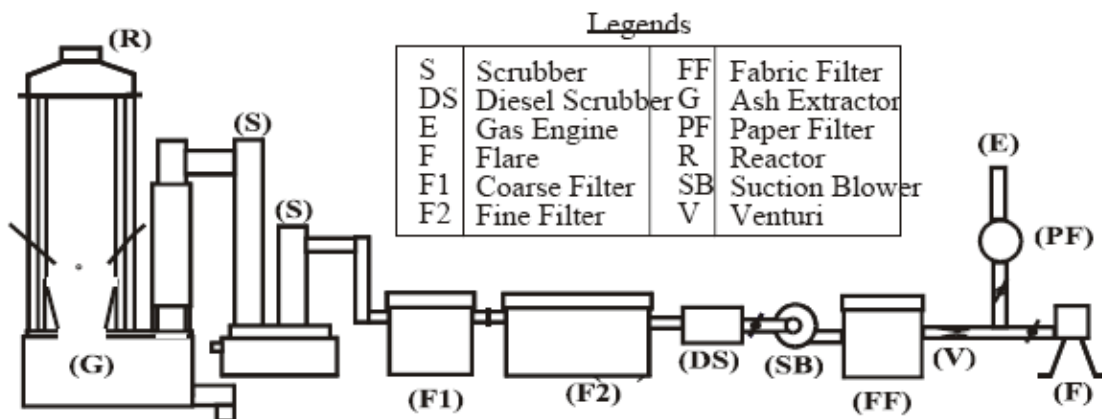 Legends
S Scrubber FF Fabric Filter
DS Diesel Scrubber G Ash Extractor
E Gas Engine PF Paper Filter
F Flare R Reactor
F1 Coarse Filter SB Suction Blower
F2 Fine Filter V Venturi
(R)
(S)
(S)
(E)
(PF)
(G)
(F1)
(F2)
(DS)
(SB)
(FF)
(V)
(F)